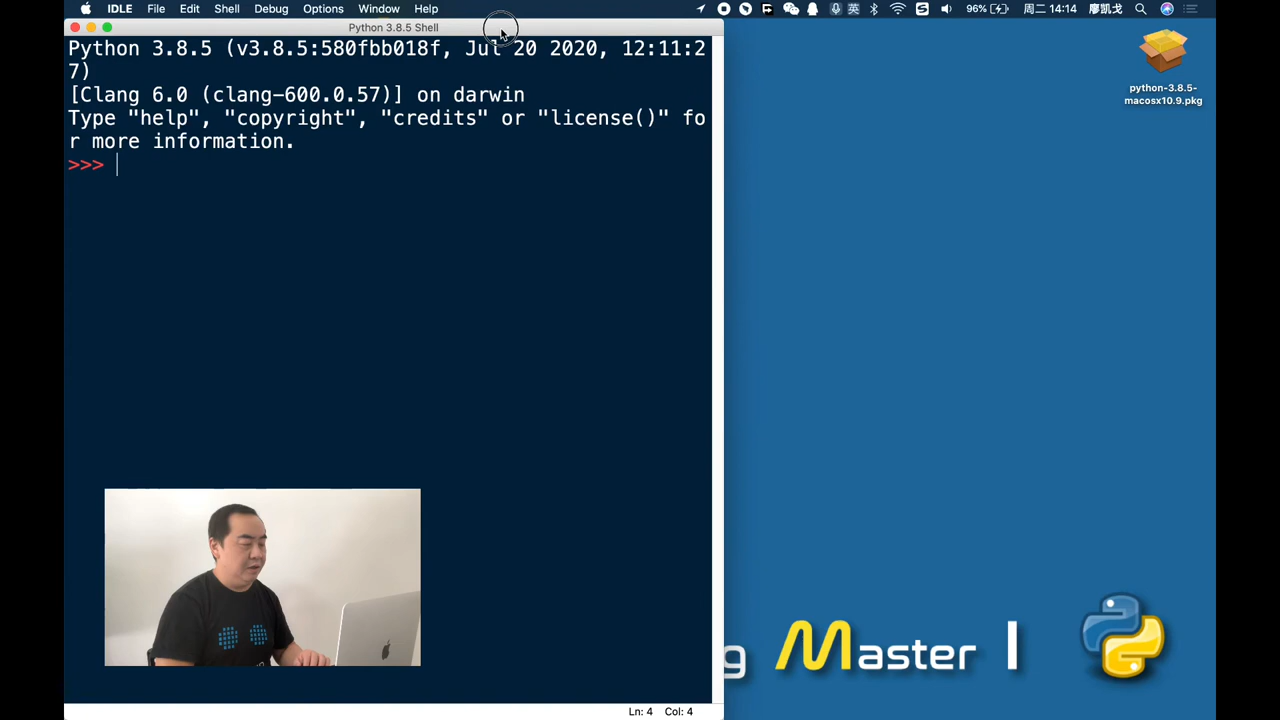 IDLE File Edit Shell Debug Options Window Help 英 96% 周二 14:14 廖凯戈
Python 3.8.5 Shell
Python 3.8.5 (v3.8.5:580fbb018f, Jul 20 2020, 12:11:2
7)
[Clang 6.0 (clang-600.0.57)] on darwin
Type "help", "copyright", "credits" or "license()" fo
r more information.
>>>
python-3.8.5-
macosx10.9.pkg
g Master I
Ln: 4 Col: 4